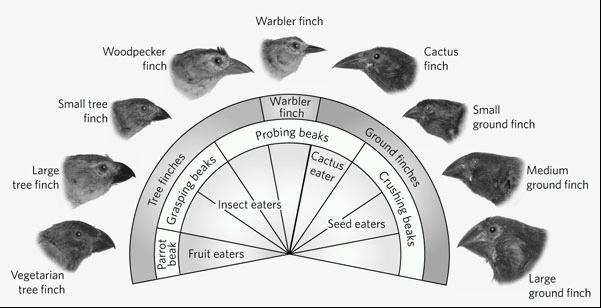 Warbler finch
Woodpecker
finch
Cactus
finch
Small tree
finch
Small
ground finch
Large
tree finch
Medium
ground finch
Vegetarian
tree finch
Large
ground finch
Warbler
finch
Tree finches
Ground finches
Probing beaks
Grasping beaks
Crushing beaks
Parrot
beak
Cactus
eater
Insect eaters
Seed eaters
Fruit eaters